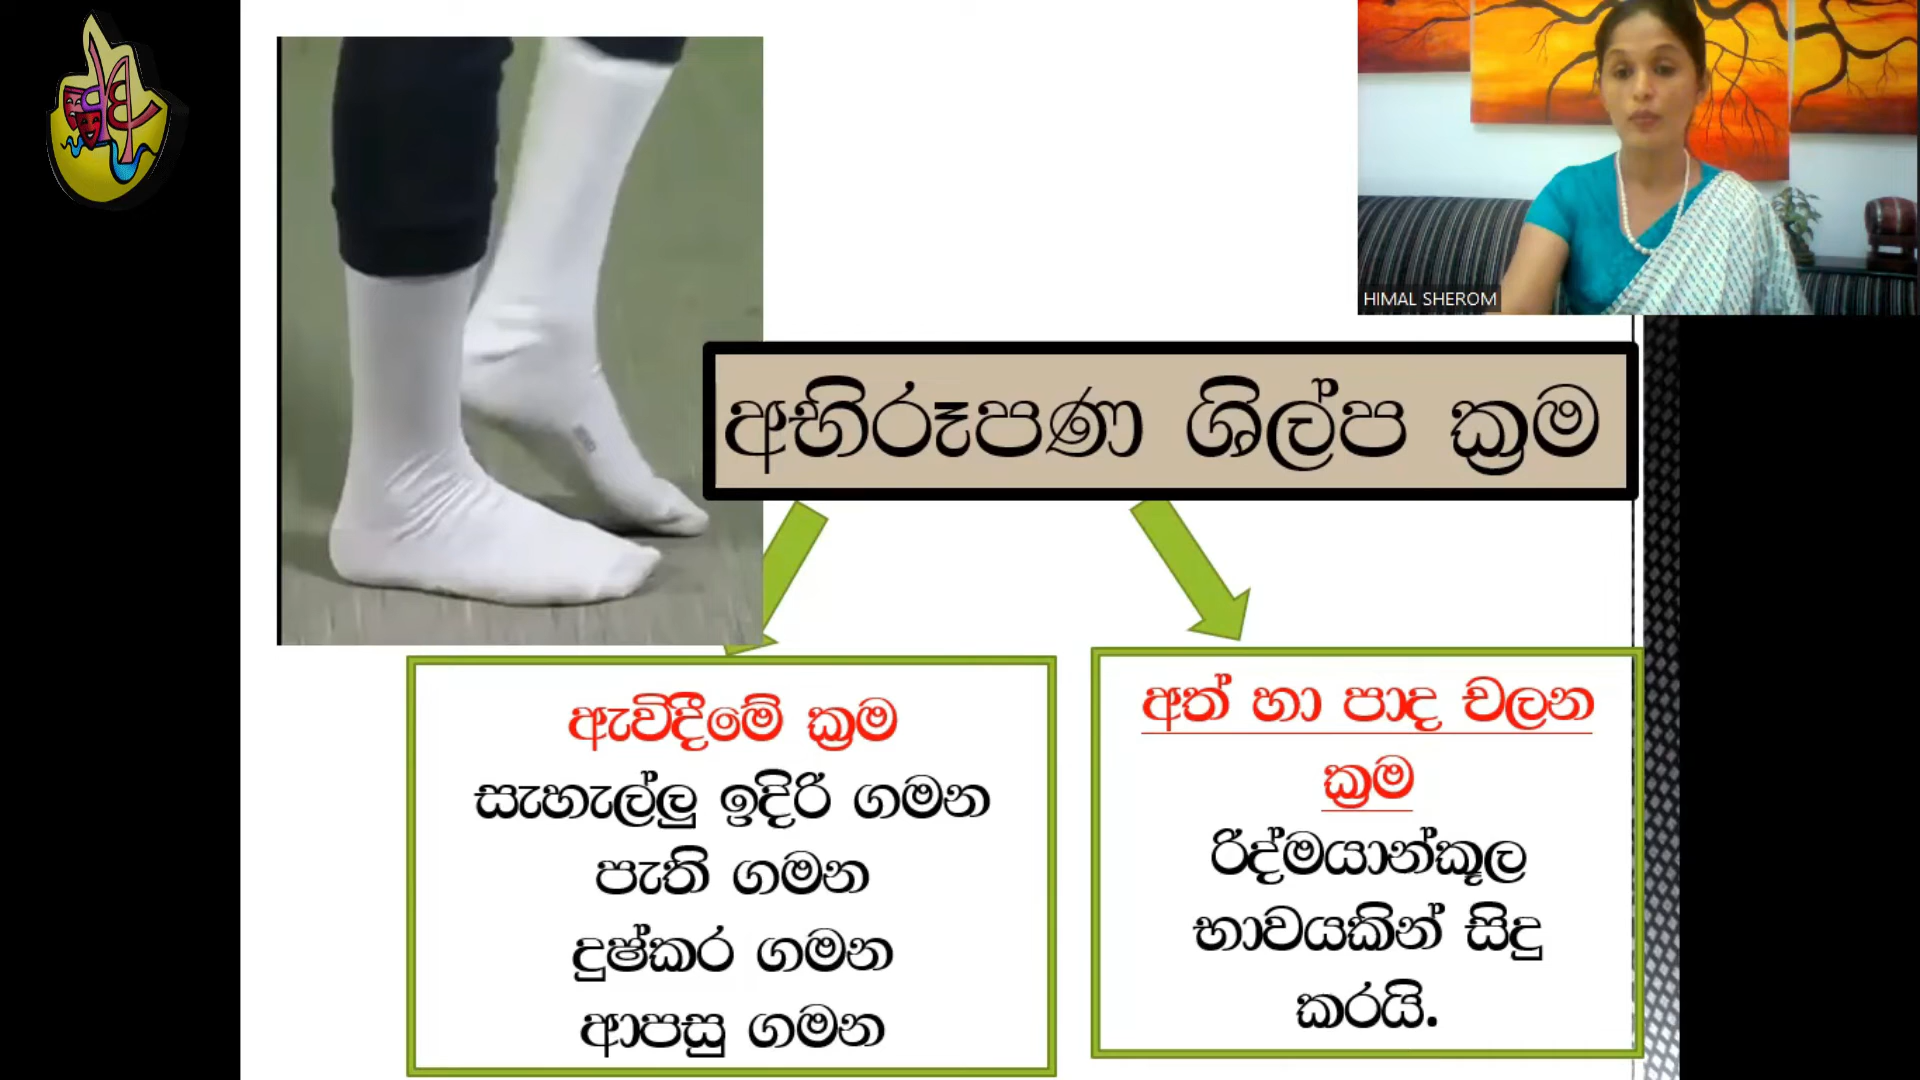 HIMAL SHEROM
අභිරූපණ ශිල්ප ක්‍රම
ඇවිදීමේ ක්‍රම
සැහැල්ලු ඉදිරි ගමන
පැති ගමන
දුෂ්කර ගමන
ආපසු ගමන
අත් හා පාද චලන
ක්‍රම
රිද්මයාන්කූල
භාවයකින් සිදු
කරයි.